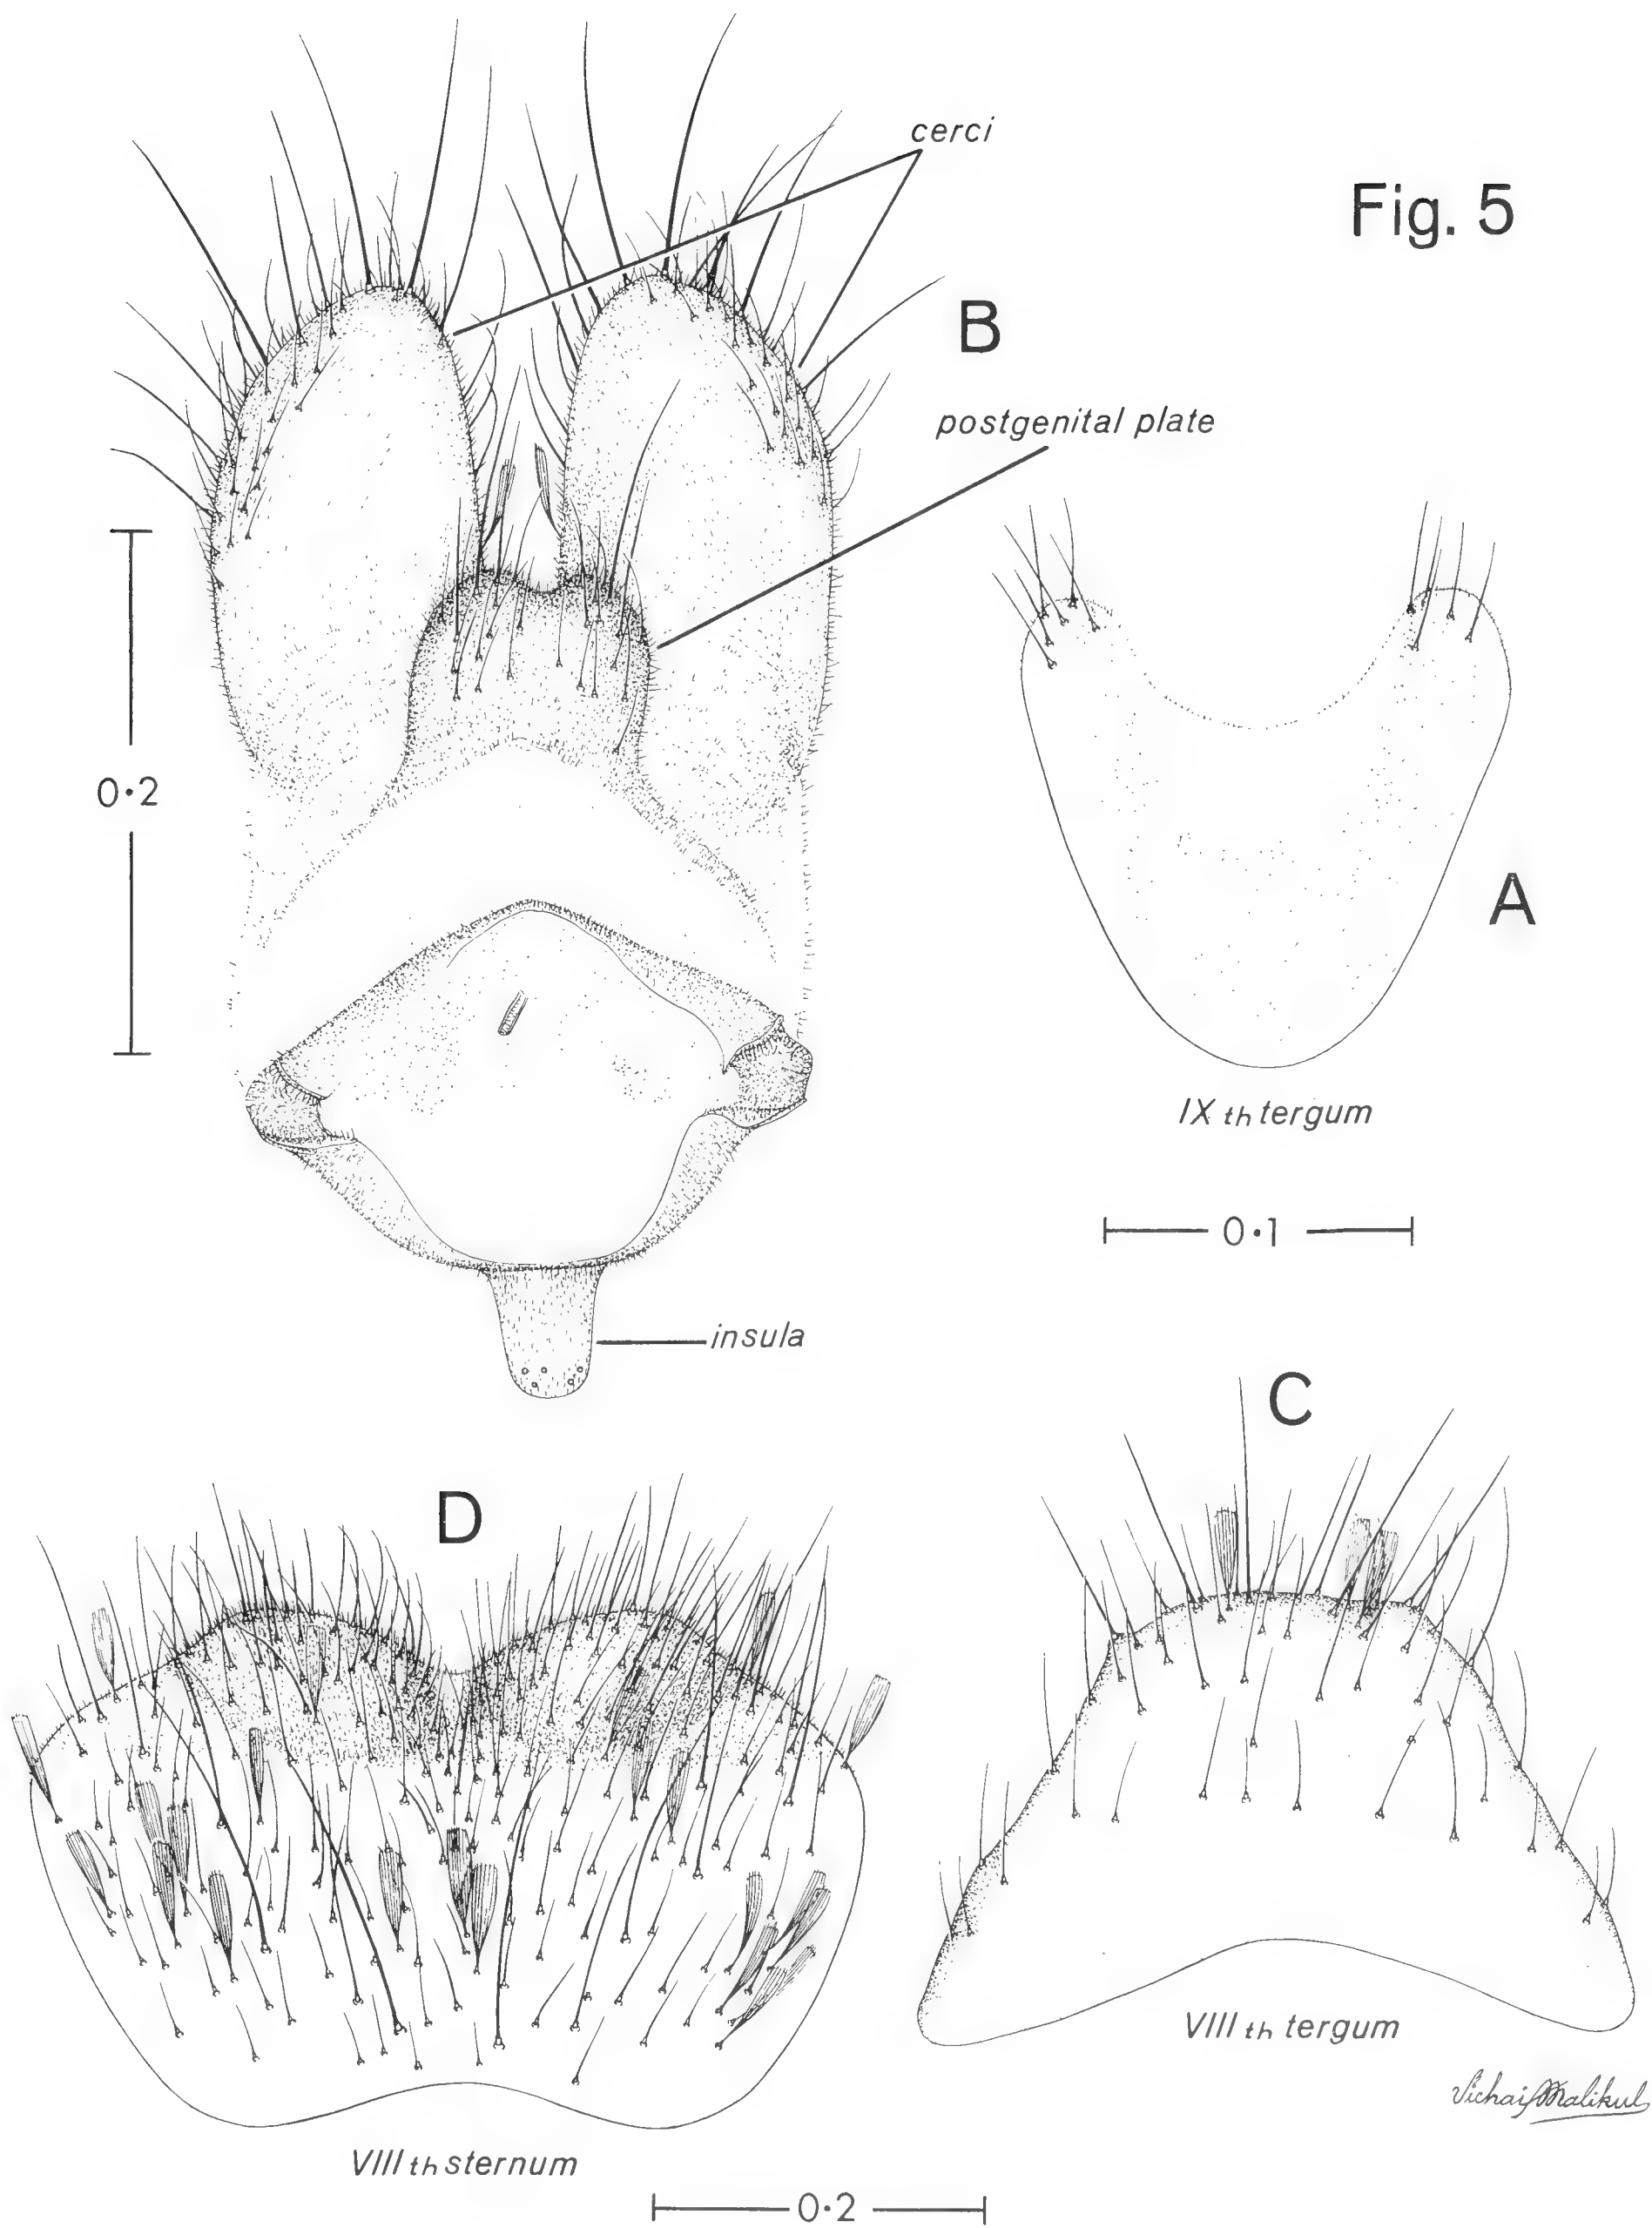 cerci
Fig. 5
B
postgenital plate
0·2
A
IX th tergum
0·1
insula
C
D
VIII th tergum
Vichai Malikul
VIII th sternum
0·2